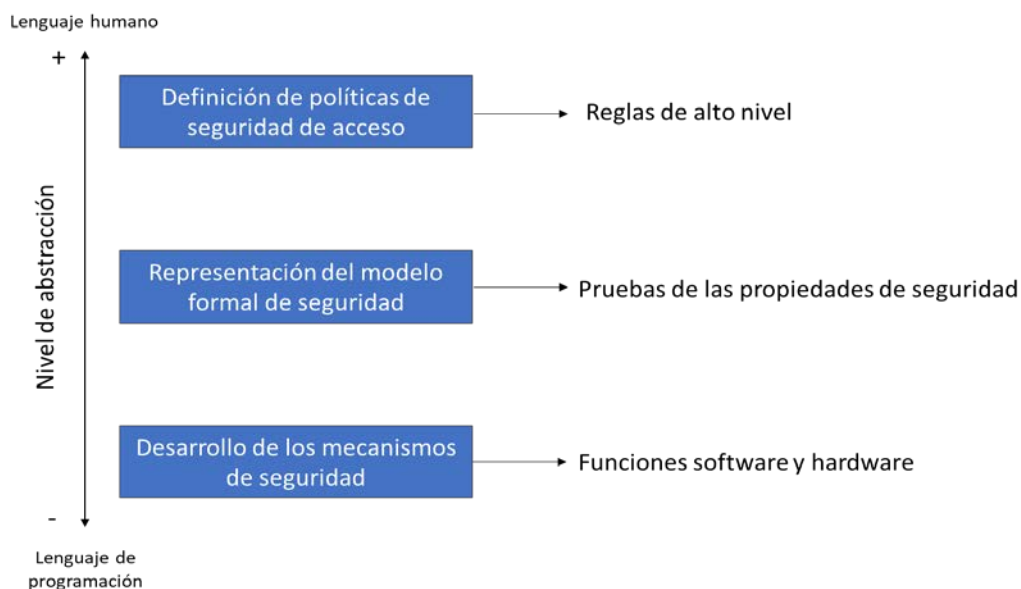 Lenguaje humano
+
Definición de políticas de
seguridad de acceso
Reglas de alto nivel
Nivel de abstracción
Representación del modelo
formal de seguridad
Pruebas de las propiedades de seguridad
Desarrollo de los mecanismos
de seguridad
Funciones software y hardware
-
Lenguaje de
programación